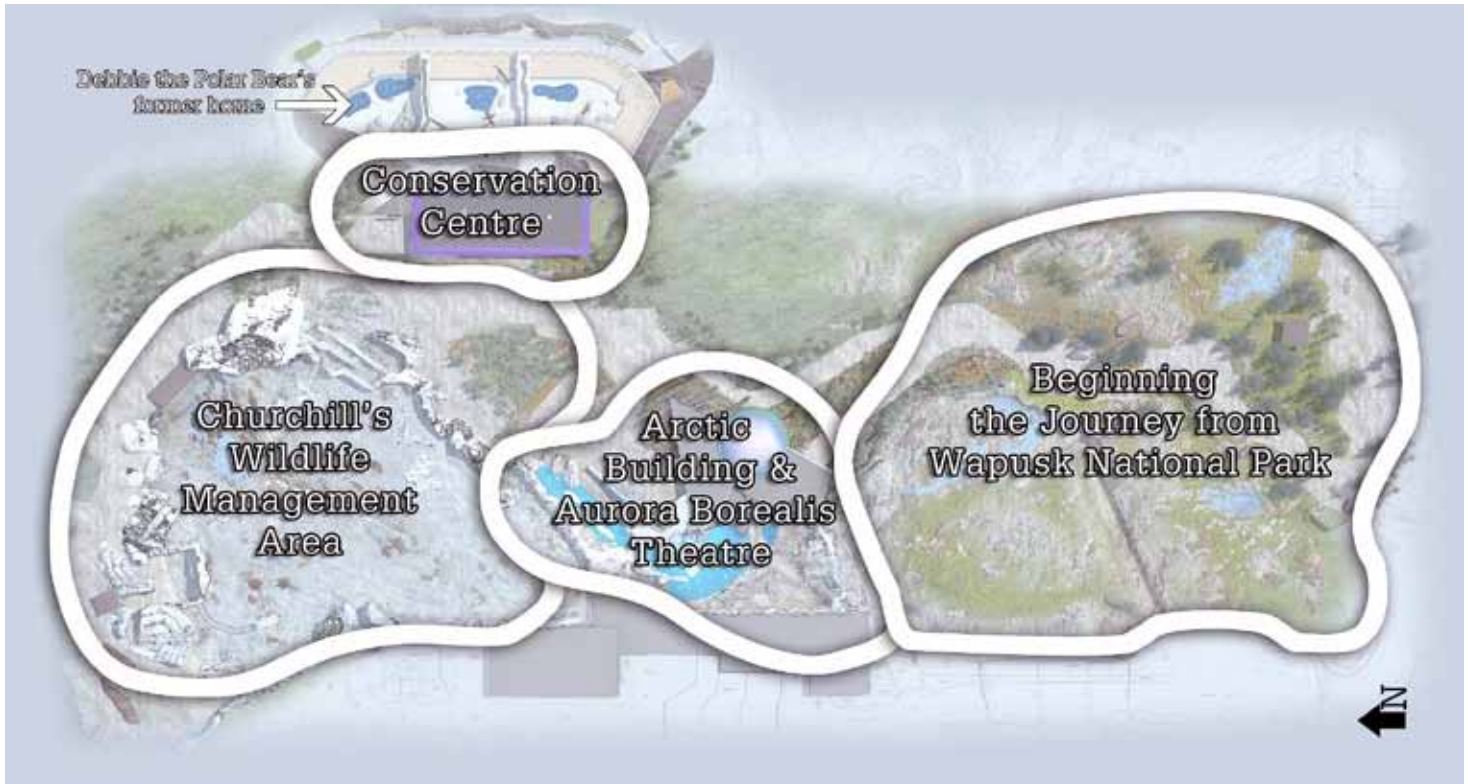 Debbie the Polar Bear's
former home
Conservation
Centre
Churchill's
Wildlife
Management
Area
Arctic
Building &
Aurora Borealis
Theatre
Beginning
the Journey from
Wapusk National Park
N